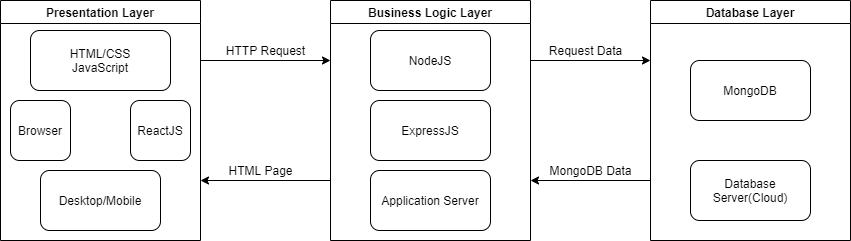 Presentation Layer
Business Logic Layer
Database Layer
HTML/CSS
JavaScript
Browser
ReactJS
Desktop/Mobile
HTTP Request
HTML Page
NodeJS
ExpressJS
Application Server
Request Data
MongoDB Data
MongoDB
Database
Server(Cloud)